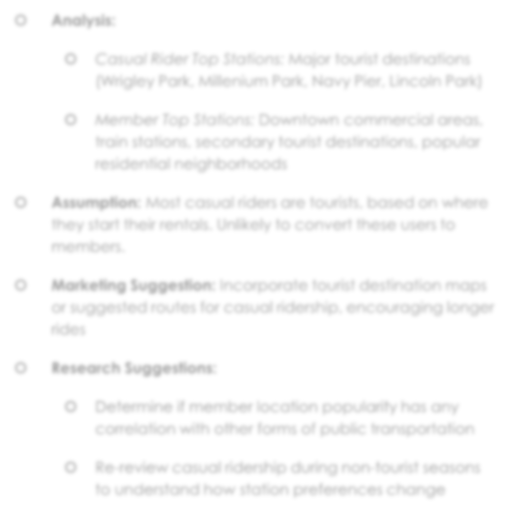 Analysis:
Casual Rider Top Stations: Major tourist destinations
(Wrigley Park, Millenium Park, Navy Pier, Lincoln Park)
Member Top Stations: Downtown commercial areas,
train stations, secondary tourist destinations, popular
residential neighborhoods
Assumption: Most casual riders are tourists, based on where
they start their rentals. Unlikely to convert these users to
members.
Marketing Suggestion: Incorporate tourist destination maps
or suggested routes for casual ridership, encouraging longer
rides
Research Suggestions:
Determine if member location popularity has any
correlation with other forms of public transportation
Re-review casual ridership during non-tourist seasons
to understand how station preferences change